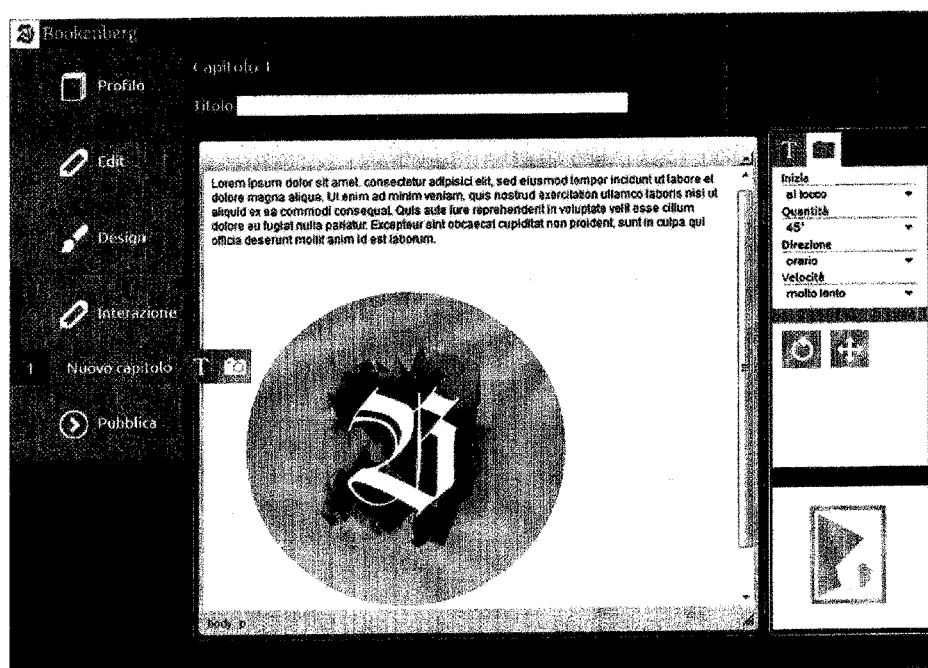 Bookenberg
Profilo
Edit
Design
Interazione
1 Nuovo capitolo
Pubblica
Capitolo 1
Titolo
Lorem ipsum dolor sit amet, consectetur adipisici elit, sed eiusmod tempor incidunt ut labore et
dolore magna aliqua. Ut enim ad minim veniam, quis nostrud exercitation ullamco laboris nisi ut
aliquid ex ea commodi consequat. Quis aute iure reprehenderit in voluptate velit esse cillum
dolore eu fugiat nulla pariatur. Excepteur sint obcaecat cupiditat non proident, sunt in culpa qui
officia deserunt mollit anim id est laborum.
T
body p
T
Inizia
al tocco
Quantità
45°
Direzione
orario
Velocità
molto lento